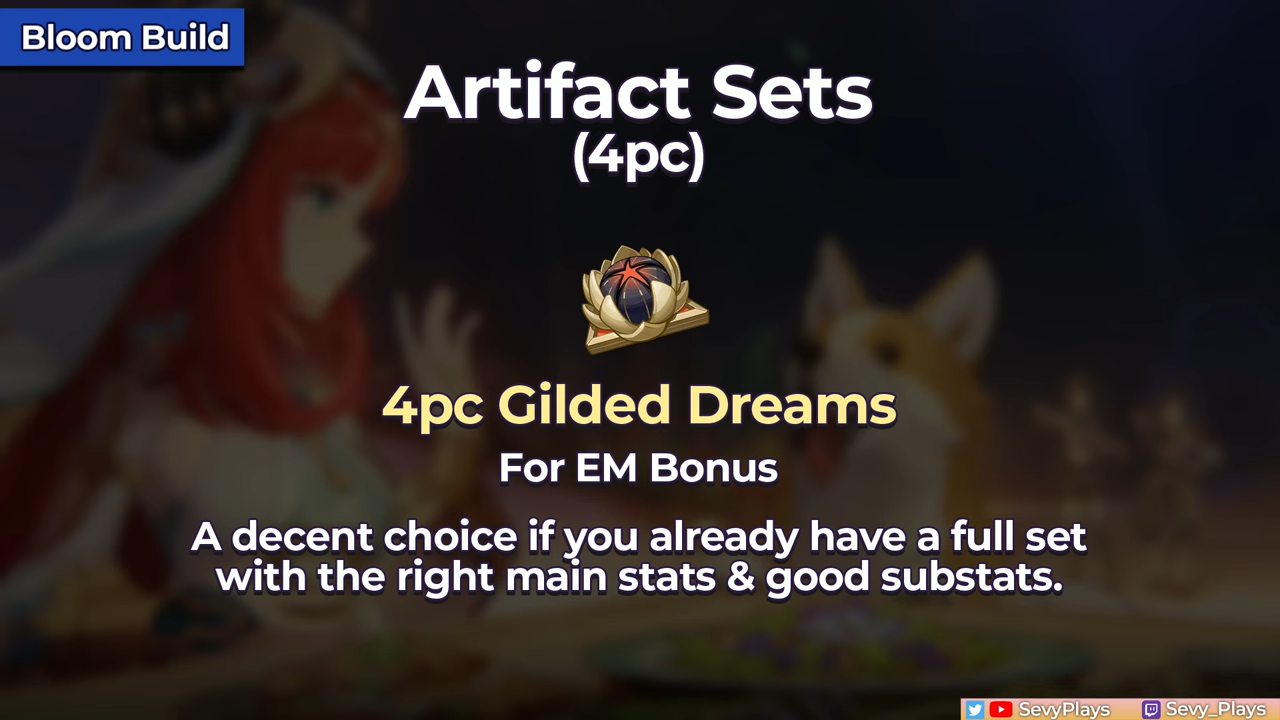 Bloom Build
Artifact Sets
(4pc)
4pc Gilded Dreams
For EM Bonus
A decent choice if you already have a full set
with the right main stats & good substats.
SevyPlays
Sevy_Plays